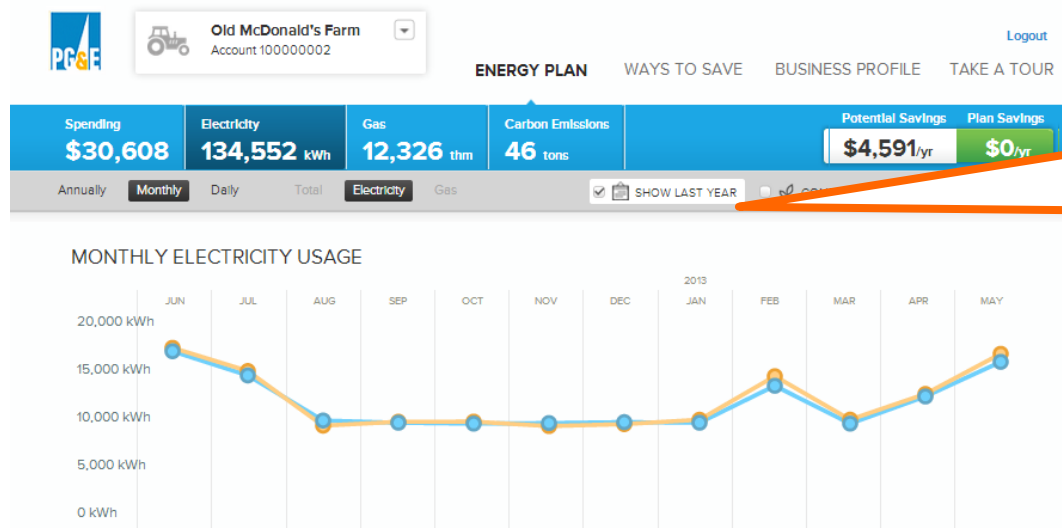 PG&E
Old McDonald's Farm
Account 100000002
Logout
ENERGY PLAN WAYS TO SAVE BUSINESS PROFILE TAKE A TOUR
Spending Electricity Gas Carbon Emissions Potential Savings Plan Savings
$30,608 134,552 kWh 12,326 thm 46 tons $4,591/yr $0/yr
Annually Monthly Daily Total Electricity Gas SHOW LAST YEAR
MONTHLY ELECTRICITY USAGE
2013
JUN JUL AUG SEP OCT NOV DEC JAN FEB MAR APR MAY
20,000 kWh
15,000 kWh
10,000 kWh
5,000 kWh
0 kWh